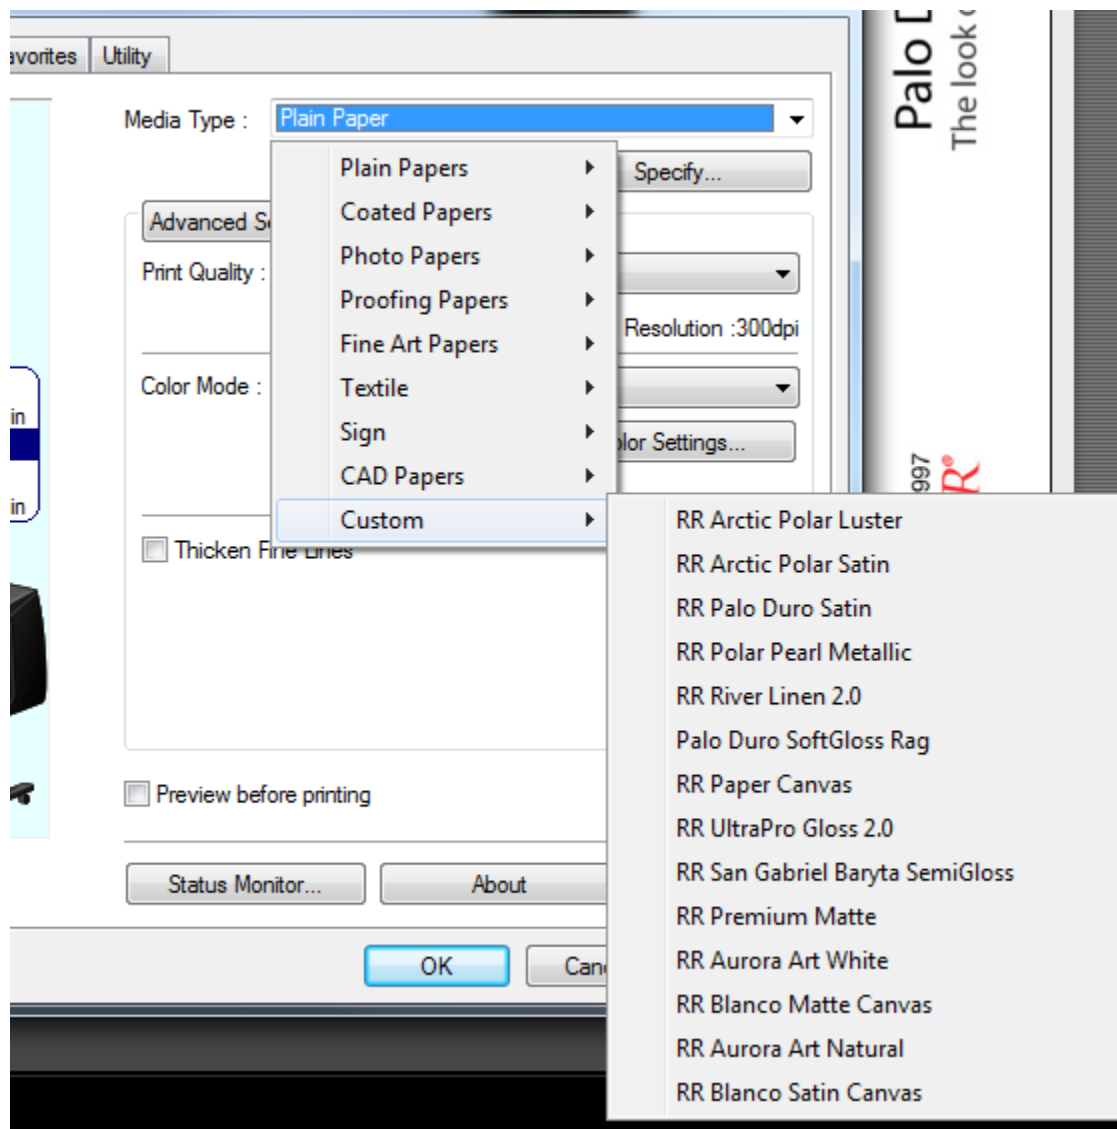 avorites
Utility
Media Type :
Plain Paper
Plain Papers
Coated Papers
Photo Papers
Proofing Papers
Fine Art Papers
Textile
Sign
CAD Papers
Custom
Specify...
Advanced Se
Print Quality :
Resolution :300dpi
Color Mode :
olor Settings...
Thicken Fine Lines
RR Arctic Polar Luster
RR Arctic Polar Satin
RR Palo Duro Satin
RR Polar Pearl Metallic
RR River Linen 2.0
Palo Duro SoftGloss Rag
RR Paper Canvas
RR UltraPro Gloss 2.0
RR San Gabriel Baryta SemiGloss
RR Premium Matte
RR Aurora Art White
RR Blanco Matte Canvas
RR Aurora Art Natural
RR Blanco Satin Canvas
Preview before printing
Status Monitor...
About
OK
Can
in
in
Palo D
The look
997
R®